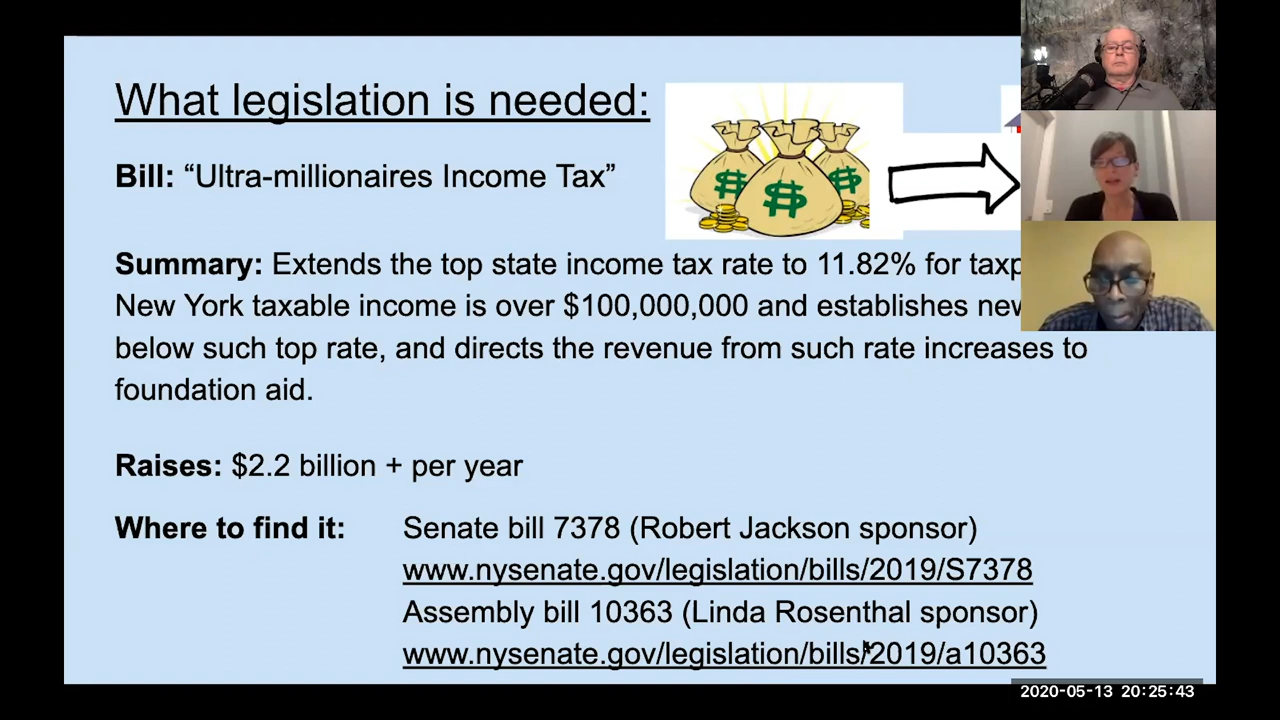 What legislation is needed:
Bill: “Ultra-millionaires Income Tax”
Summary: Extends the top state income tax rate to 11.82% for
New York taxable income is over $100,000,000 and establishes
below such top rate, and directs the revenue from such rate increases to
foundation aid.
Raises: $2.2 billion + per year
Where to find it: Senate bill 7378 (Robert Jackson sponsor)
www.nysenate.gov/legislation/bills/2019/S7378
Assembly bill 10363 (Linda Rosenthal sponsor)
www.nysenate.gov/legislation/bills/2019/a10363
2020-05-13 20:25:43